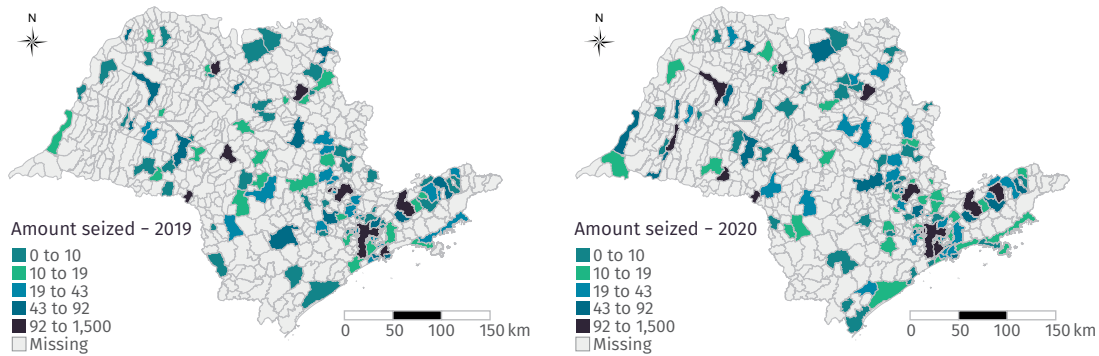 N
Amount seized – 2019
0 to 10
10 to 19
19 to 43
43 to 92
92 to 1,500
Missing
0 50 100 150 km
N
Amount seized – 2020
0 to 10
10 to 19
19 to 43
43 to 92
92 to 1,500
Missing
0 50 100 150 km